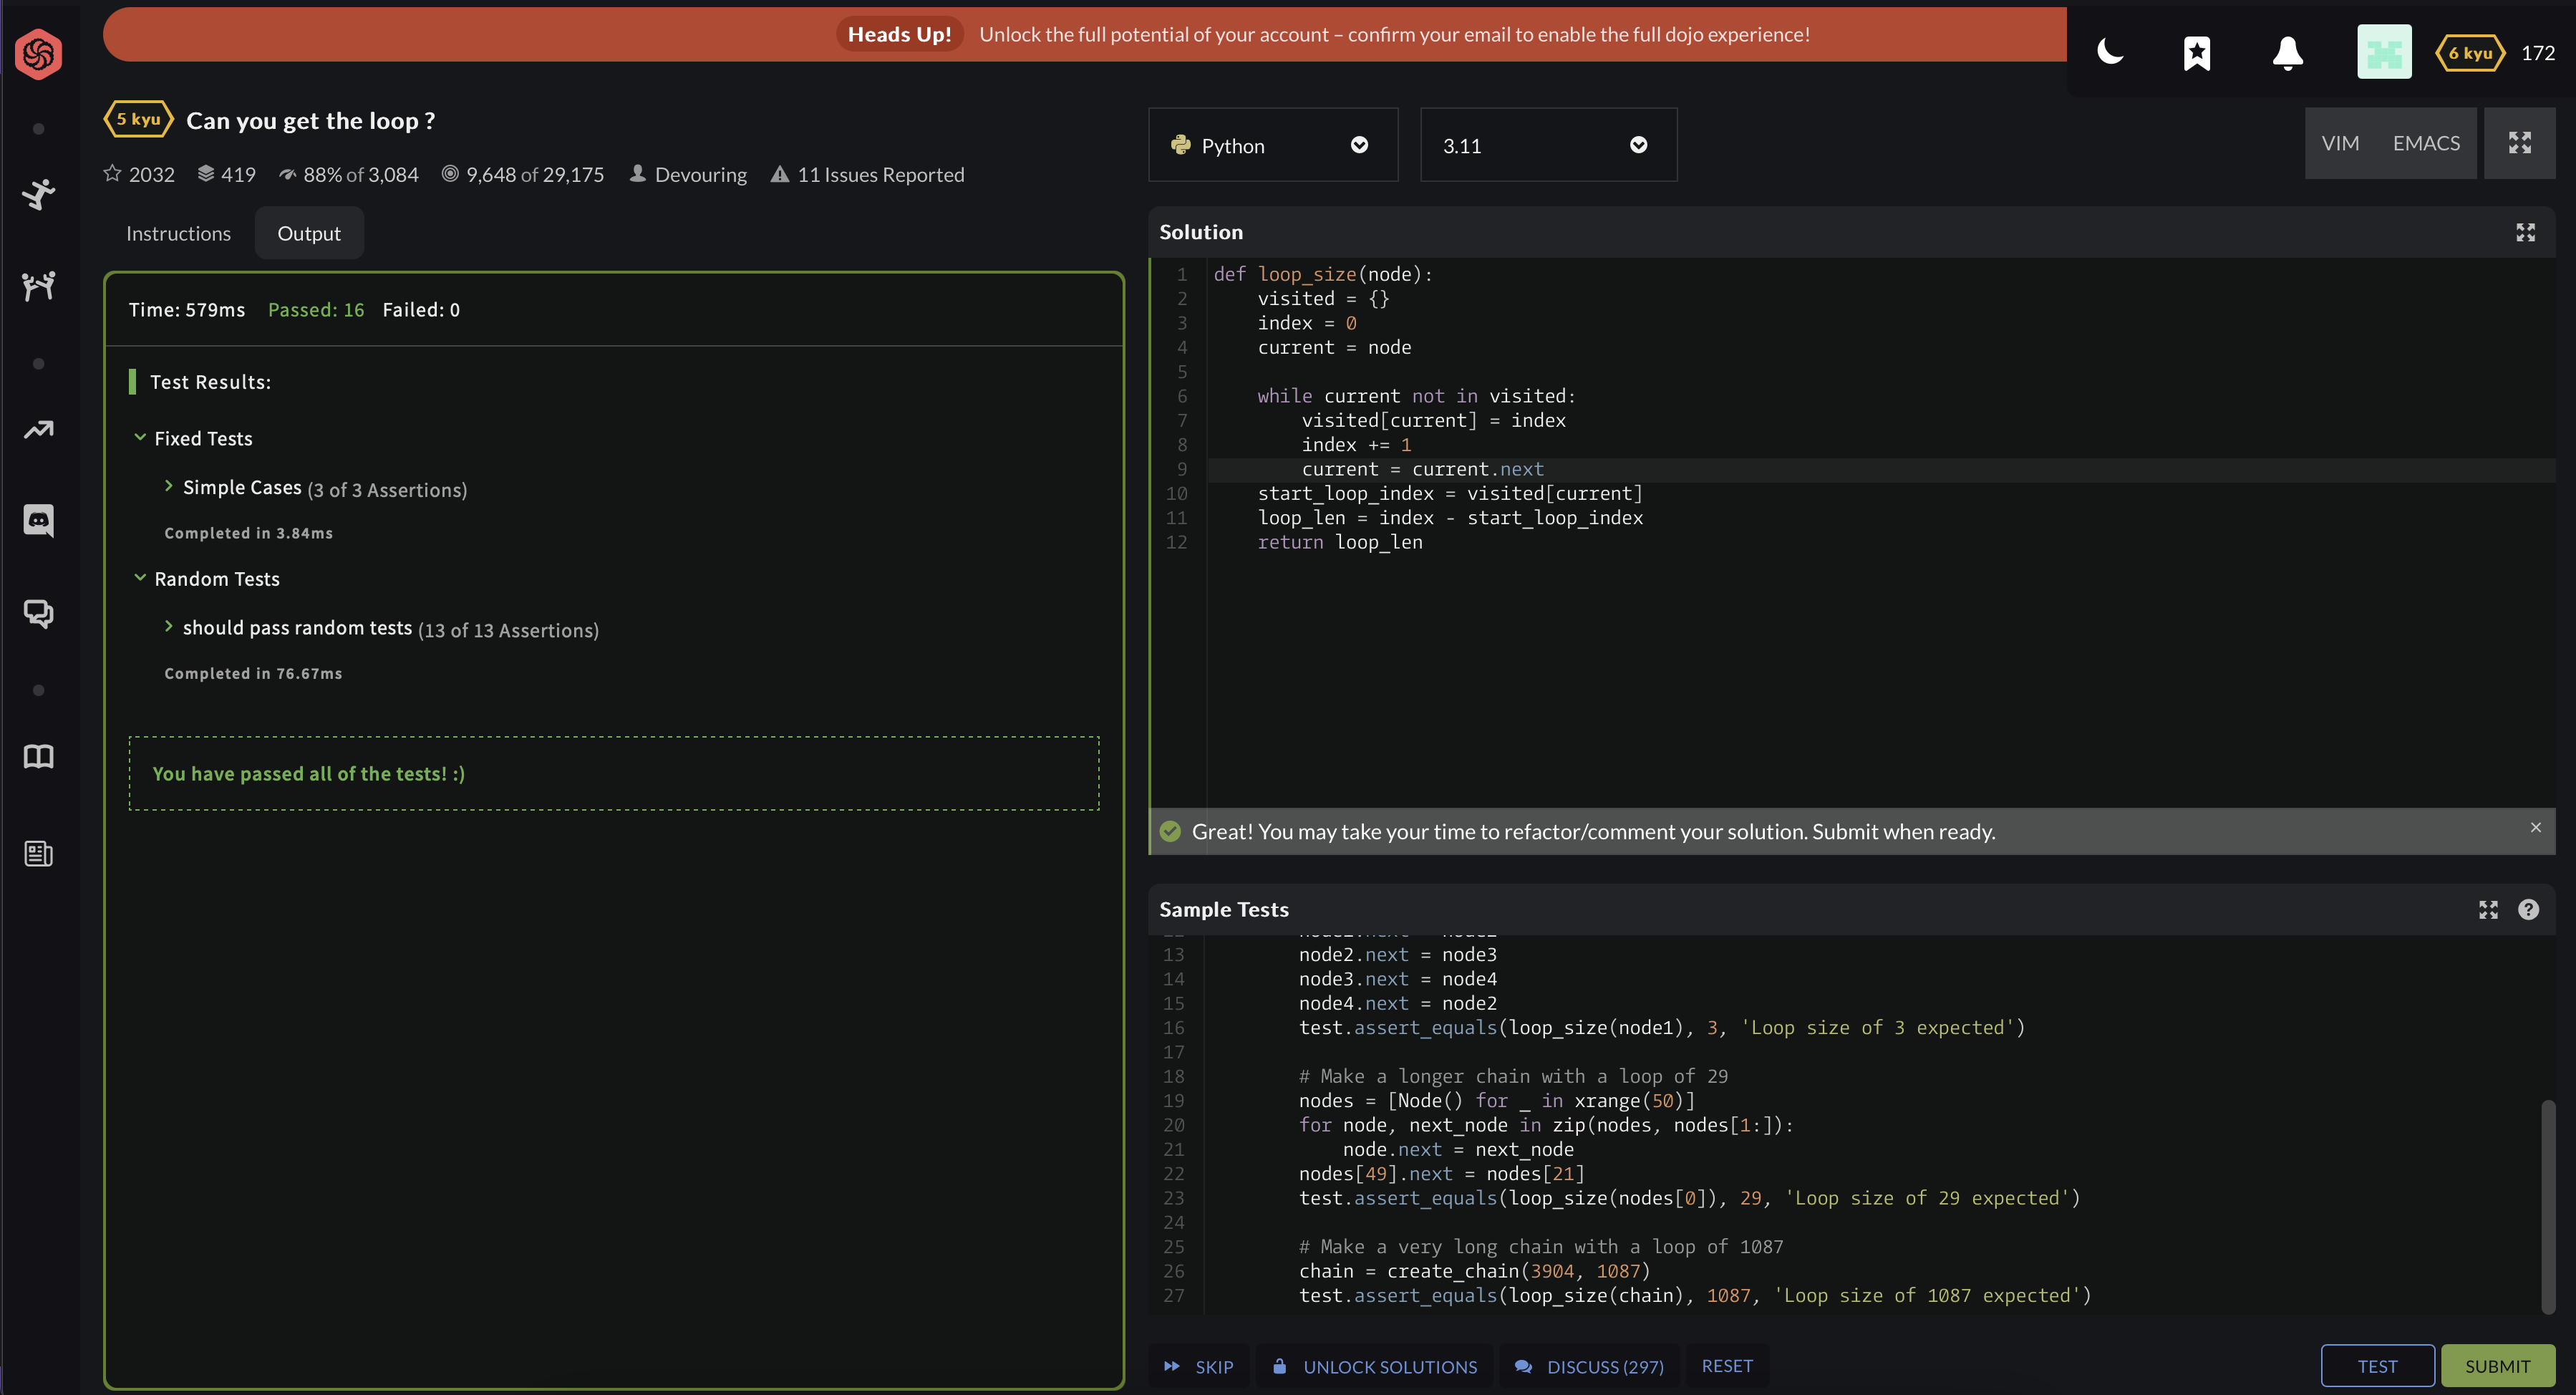 Heads Up! Unlock the full potential of your account – confirm your email to enable the full dojo experience!
6 kyu 172
5 kyu Can you get the loop ?
2032 419 88% of 3,084 9,648 of 29,175 Devouring 11 Issues Reported
Instructions Output
Time: 579ms Passed: 16 Failed: 0
Test Results:
Fixed Tests
Simple Cases (3 of 3 Assertions)
Completed in 3.84ms
Random Tests
should pass random tests (13 of 13 Assertions)
Completed in 76.67ms
You have passed all of the tests! :)
Python 3.11 VIM EMACS
Solution
1 def loop_size(node):
2 visited = {}
3 index = 0
4 current = node
5
6 while current not in visited:
7 visited[current] = index
8 index += 1
9 current = current.next
10 start_loop_index = visited[current]
11 loop_len = index - start_loop_index
12 return loop_len
Great! You may take your time to refactor/comment your solution. Submit when ready.
Sample Tests
13 node2.next = node3
14 node3.next = node4
15 node4.next = node2
16 test.assert_equals(loop_size(node1), 3, 'Loop size of 3 expected')
17
18 # Make a longer chain with a loop of 29
19 nodes = [Node() for _ in xrange(50)]
20 for node, next_node in zip(nodes, nodes[1:]):
21 node.next = next_node
22 nodes[49].next = nodes[21]
23 test.assert_equals(loop_size(nodes[0]), 29, 'Loop size of 29 expected')
24
25 # Make a very long chain with a loop of 1087
26 chain = create_chain(3904, 1087)
27 test.assert_equals(loop_size(chain), 1087, 'Loop size of 1087 expected')
SKIP UNLOCK SOLUTIONS DISCUSS (297) RESET TEST SUBMIT